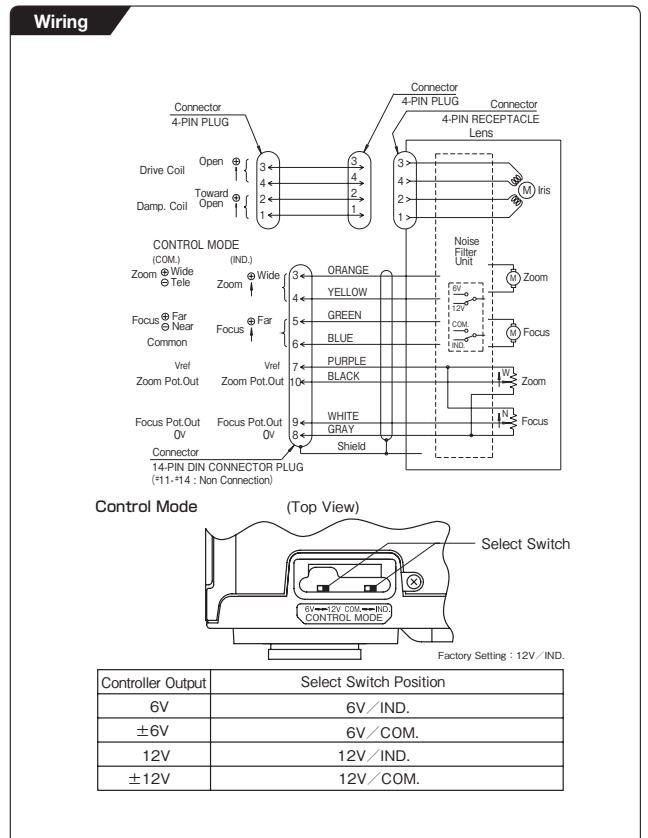 Wiring
Connector
4-PIN PLUG
Connector
4-PIN PLUG
Connector
4-PIN RECEPTACLE
Lens
Drive Coil
Open ⊕
Damp. Coil
Toward Open ⊕
3
4
2
1
3
4
2
1
3
4
2
1
M Iris
CONTROL MODE
(COM.)
(IND.)
Zoom ⊕ Wide
⊖ Tele
Zoom ⊕ Wide
Focus ⊕ Far
⊖ Near
Common
Focus ⊕ Far
Vref
Vref
Zoom Pot.Out
Zoom Pot.Out
Focus Pot.Out
Focus Pot.Out
0V
0V
3 ORANGE
4 YELLOW
5 GREEN
6 BLUE
7 PURPLE
10 BLACK
9 WHITE
8 GRAY
Shield
Noise
Filter
Unit
6V
12V
COM.
IND.
M Zoom
M Focus
W Zoom
N Focus
Connector
14-PIN DIN CONNECTOR PLUG
(#11-#14 : Non Connection)
Control Mode
(Top View)
Select Switch
6V 12V COM. IND.
CONTROL MODE
Factory Setting : 12V/IND.
Controller Output Select Switch Position
6V 6V/IND.
±6V 6V/COM.
12V 12V/IND.
±12V 12V/COM.